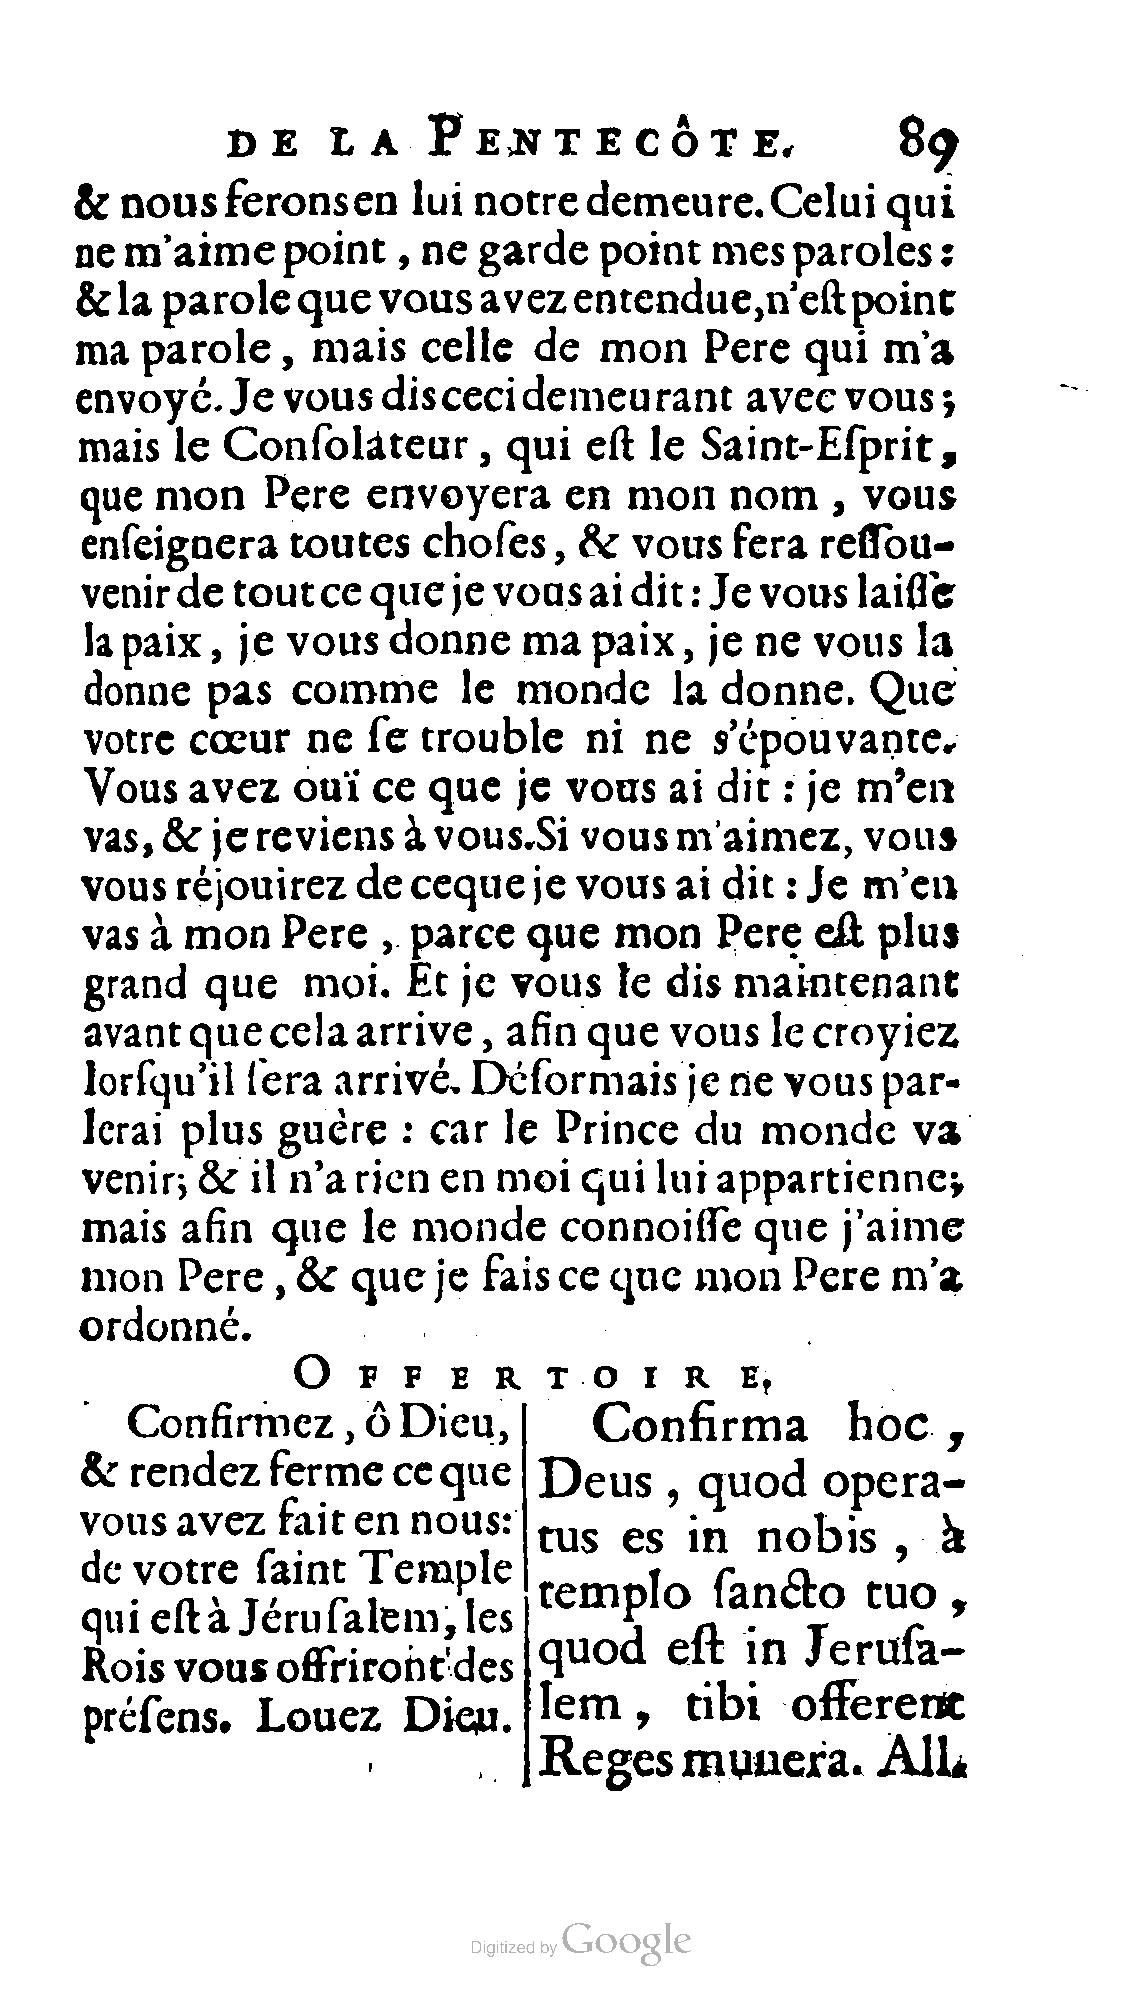 DE LA PENTECÔTE. 89
& nous ferons en lui notre demeure. Celui qui
ne m'aime point, ne garde point mes paroles:
& la parole que vous avez entendue, n'eſt point
ma parole, mais celle de mon Pere qui m'a
envoyé. Je vous dis ceci demeurant avec vous;
mais le Conſolateur, qui eſt le Saint-Eſprit,
que mon Pere envoyera en mon nom, vous
enſeignera toutes choſes, & vous fera reſſou-
venir de tout ce que je vous ai dit: Je vous laiſſe
la paix, je vous donne ma paix, je ne vous la
donne pas comme le monde la donne. Que
votre cœur ne ſe trouble ni ne s'épouvante.
Vous avez ouï ce que je vous ai dit: je m'en
vas, & je reviens à vous. Si vous m'aimez, vous
vous réjouirez de ce que je vous ai dit: Je m'en
vas à mon Pere, parce que mon Pere eſt plus
grand que moi. Et je vous le dis maintenant
avant que cela arrive, afin que vous le croyiez
lorſqu'il ſera arrivé. Déſormais je ne vous par-
lerai plus guère: car le Prince du monde va
venir; & il n'a rien en moi qui lui appartienne;
mais afin que le monde connoiſſe que j'aime
mon Pere, & que je fais ce que mon Pere m'a
ordonné.
OFFERTOIRE.
Confirmez, ô Dieu,
& rendez ferme ce que
vous avez fait en nous:
de votre ſaint Temple
qui eſt à Jéruſalem, les
Rois vous offriront des
préſens. Louez Dieu.
Confirma hoc,
Deus, quod opera-
tus es in nobis, à
templo ſancto tuo,
quod eſt in Jeruſa-
lem, tibi offerent
Reges munera. All.
Digitized by Google